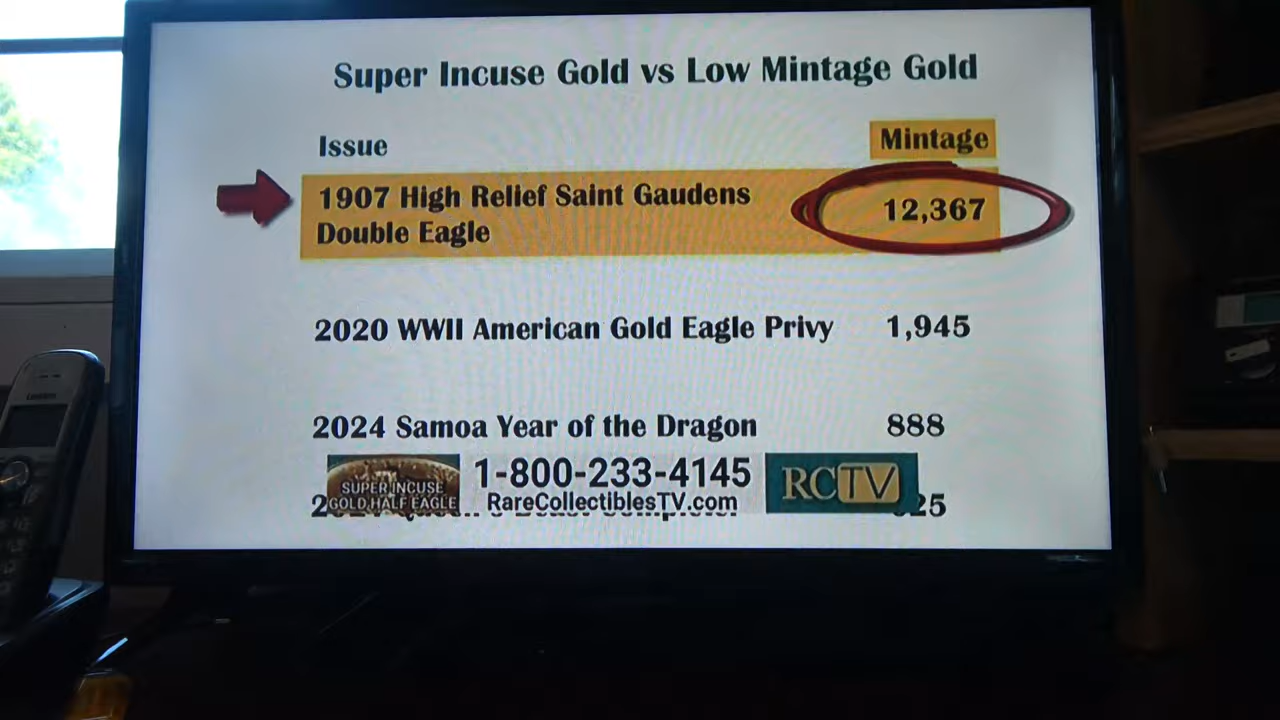 Super Incuse Gold vs Low Mintage Gold
Issue
Mintage
1907 High Relief Saint Gaudens
Double Eagle
12,367
2020 WWII American Gold Eagle Privy
1,945
2024 Samoa Year of the Dragon
888
SUPER INCUSE
GOLD HALF EAGLE
1-800-233-4145
RareCollectiblesTV.com
RCTV